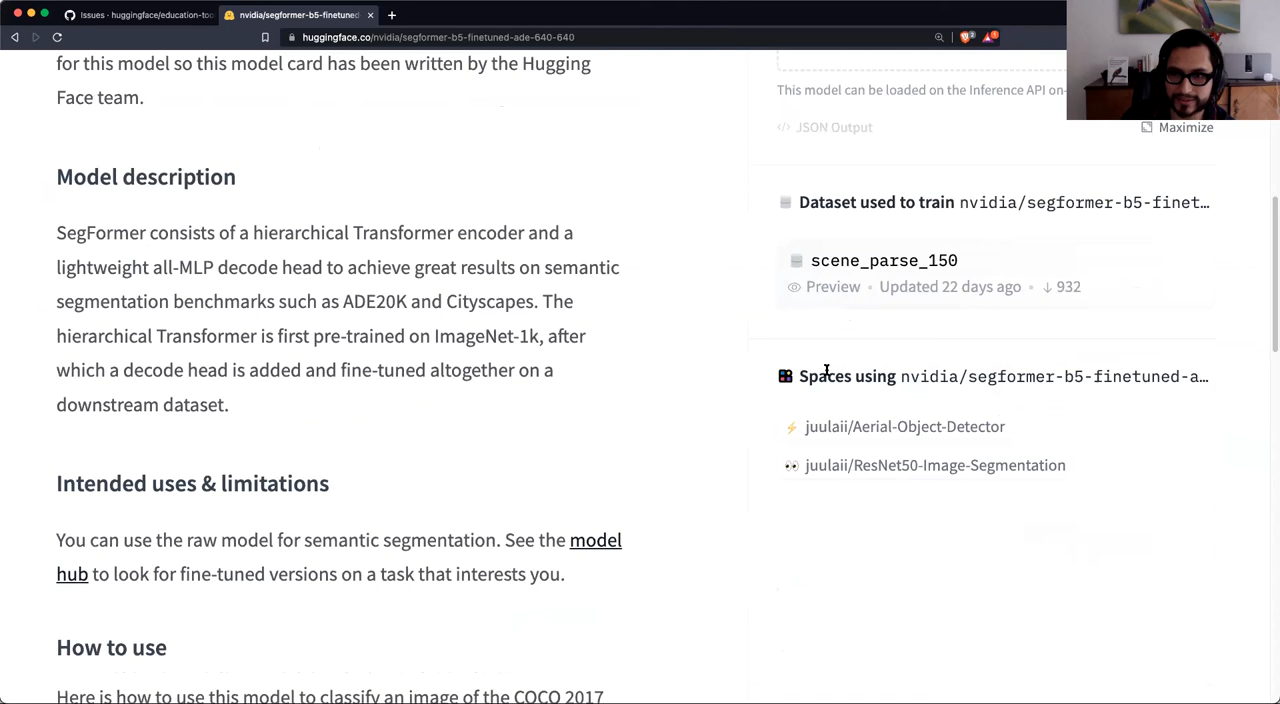 Issues · huggingface/education-too
nvidia/segformer-b5-finetuned-
huggingface.co/nvidia/segformer-b5-finetuned-ade-640-640
for this model so this model card has been written by the Hugging
Face team.
Model description
SegFormer consists of a hierarchical Transformer encoder and a
lightweight all-MLP decode head to achieve great results on semantic
segmentation benchmarks such as ADE20K and Cityscapes. The
hierarchical Transformer is first pre-trained on ImageNet-1k, after
which a decode head is added and fine-tuned altogether on a
downstream dataset.
Intended uses & limitations
You can use the raw model for semantic segmentation. See the model
hub to look for fine-tuned versions on a task that interests you.
How to use
Here is how to use this model to classify an image of the COCO 2017
This model can be loaded on the Inference API on-
</> JSON Output
Maximize
Dataset used to train nvidia/segformer-b5-finet…
scene_parse_150
Preview • Updated 22 days ago • ↓ 932
Spaces using nvidia/segformer-b5-finetuned-a…
⚡ juulaii/Aerial-Object-Detector
👀 juulaii/ResNet50-Image-Segmentation